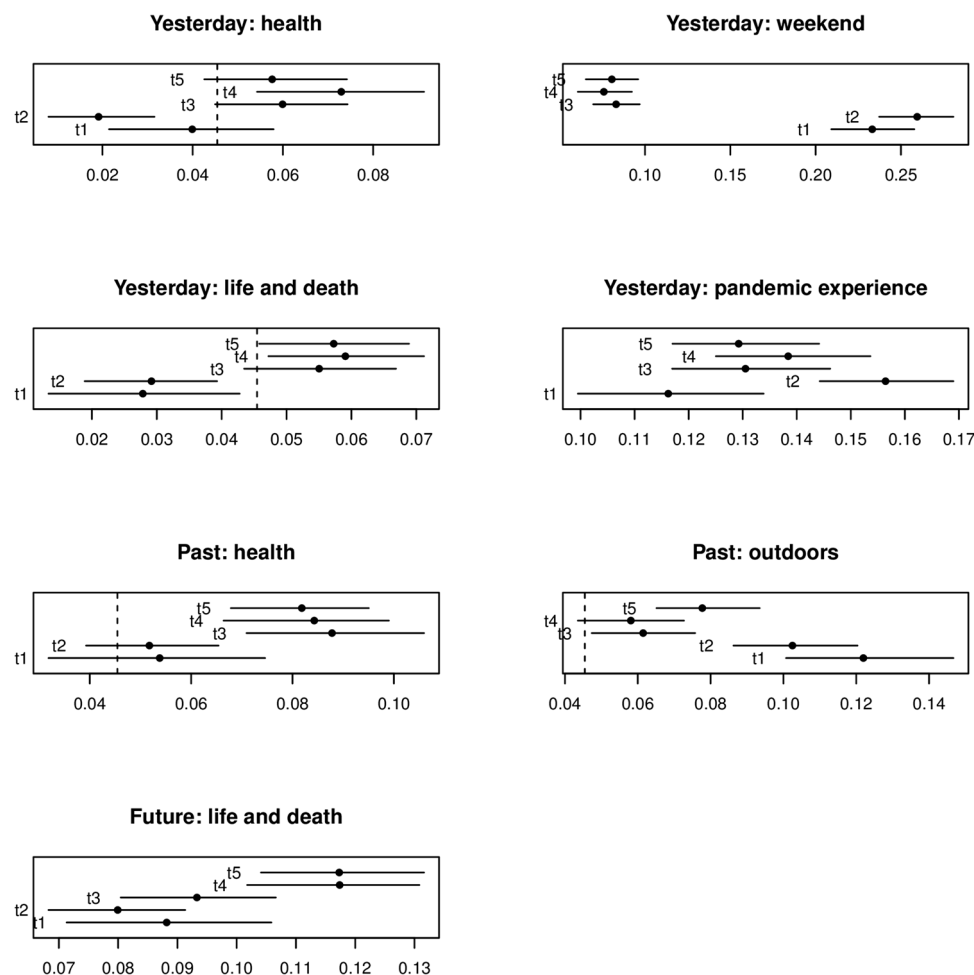 Yesterday: health
t5
t4
t3
t2
t1
0.02 0.04 0.06 0.08
Yesterday: weekend
t5
t4
t3
t2
t1
0.10 0.15 0.20 0.25
Yesterday: life and death
t5
t4
t3
t2
t1
0.02 0.03 0.04 0.05 0.06 0.07
Yesterday: pandemic experience
t5
t4
t3
t2
t1
0.10 0.11 0.12 0.13 0.14 0.15 0.16 0.17
Past: health
t5
t4
t3
t2
t1
0.04 0.06 0.08 0.10
Past: outdoors
t5
t4
t3
t2
t1
0.04 0.06 0.08 0.10 0.12 0.14
Future: life and death
t5
t4
t3
t2
t1
0.07 0.08 0.09 0.10 0.11 0.12 0.13